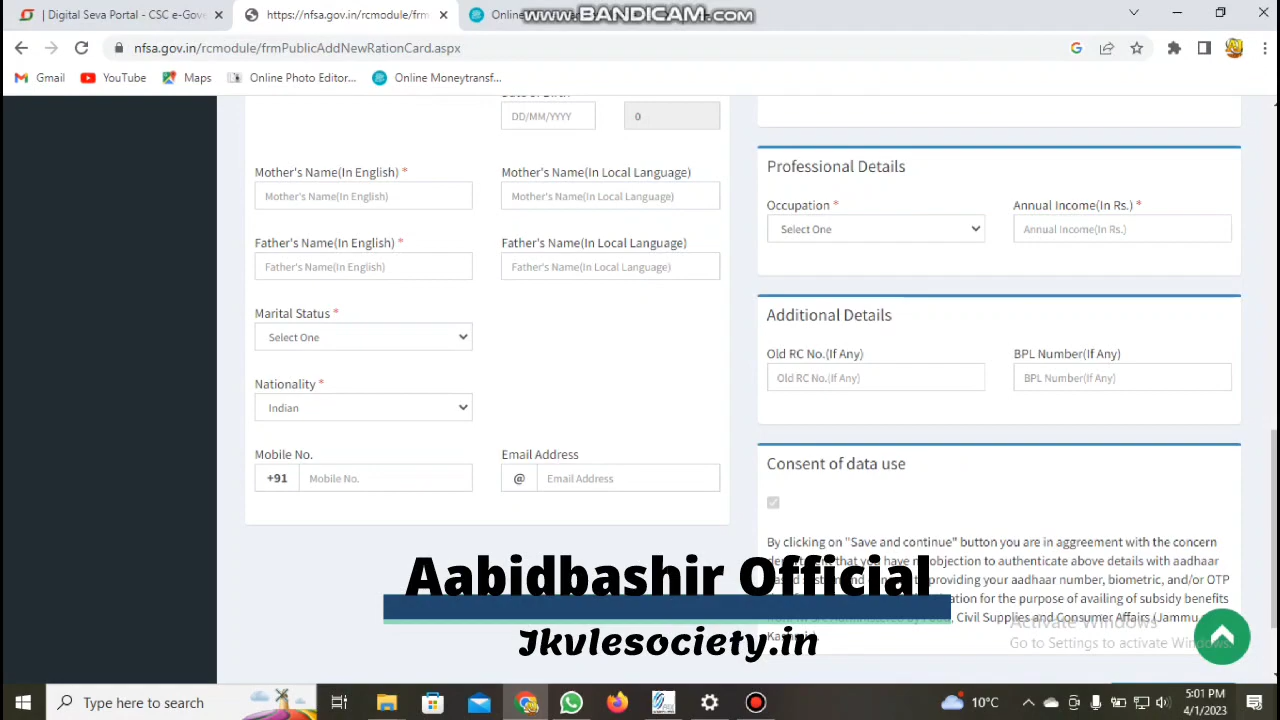 | Digital Seva Portal - CSC e-Gove
https://nfsa.gov.in/rcmodule/frm
Onlin
WWW.BANDICAM.COM
nfsa.gov.in/rcmodule/frmPublicAddNewRationCard.aspx
Gmail
YouTube
Maps
Online Photo Editor...
Online Moneytransf...
DD/MM/YYYY
0
Mother's Name(In English) *
Mother's Name(In Local Language)
Mother's Name(In English)
Mother's Name(In Local Language)
Father's Name(In English) *
Father's Name(In Local Language)
Father's Name(In English)
Father's Name(In Local Language)
Marital Status *
Select One
Nationality *
Indian
Mobile No.
Email Address
+91
Mobile No.
@
Email Address
Professional Details
Occupation *
Annual Income(In Rs.) *
Select One
Annual Income(In Rs.)
Additional Details
Old RC No.(If Any)
BPL Number(If Any)
Old RC No.(If Any)
BPL Number(If Any)
Consent of data use
By clicking on "Save and continue" button you are in aggreement with the concern
that you have objection to authenticate above details with aadhaar
providing your aadhaar number, biometric, and/or OTP
for the purpose of availing of subsidy benefits
Civil Supplies and Consumer Affairs (Jammu
Activate Windows
Go to Settings to activate Windows.
Aabidbashir Official
Jkvlesociety.in
Type here to search
10°C
5:01 PM
4/1/2023